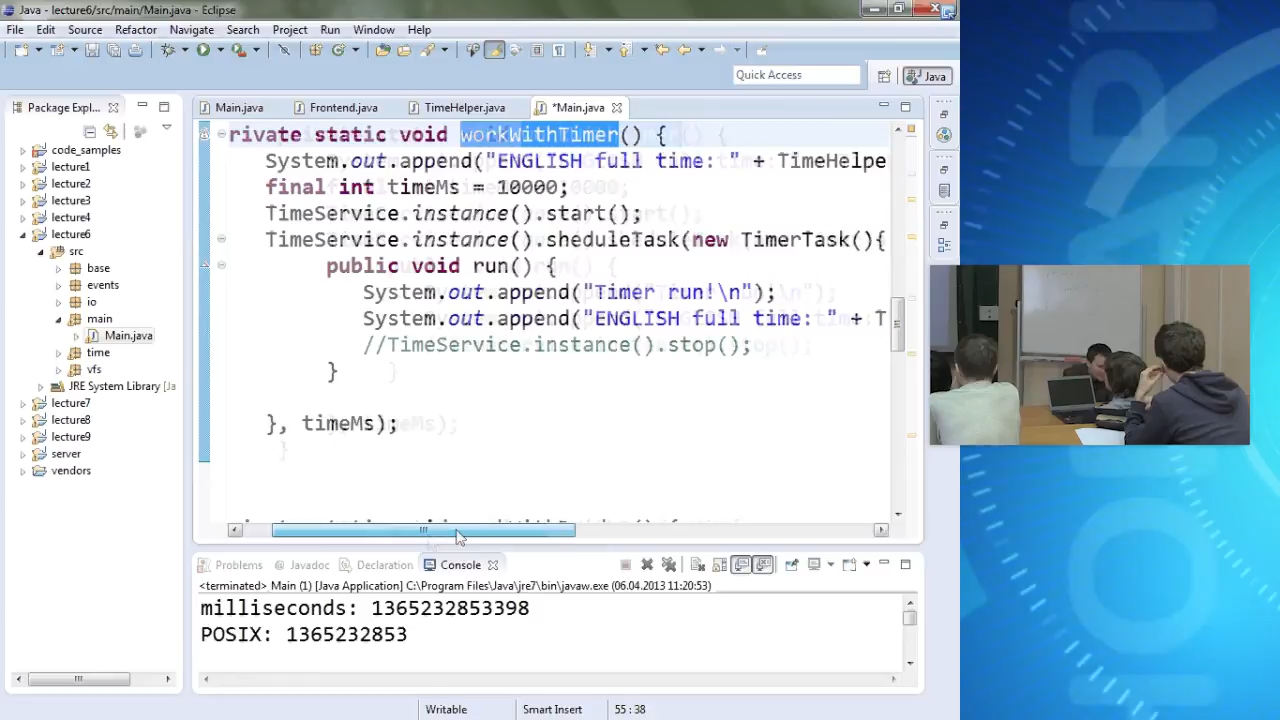 Java - lecture6/src/main/Main.java - Eclipse
File Edit Source Refactor Navigate Search Project Run Window Help
Quick Access
Java
Package Expl...
Main.java Frontend.java TimeHelper.java *Main.java
code_samples
lecture1
lecture2
lecture3
lecture4
lecture6
src
base
events
io
main
Main.java
time
vfs
JRE System Library [Ja
lecture7
lecture8
lecture9
server
vendors
rivate static void workWithTimer() {
System.out.append("ENGLISH full time: " + TimeHelpe
final int timeMs = 10000;
TimeService.instance().start();
TimeService.instance().sheduleTask(new TimerTask(){
public void run() {
System.out.append("Timer run!\n");
System.out.append("ENGLISH full time: " + T
//TimeService.instance().stop();
}
}, timeMs);
}
Problems Javadoc Declaration Console
<terminated> Main (1) [Java Application] C:\Program Files\Java\jre7\bin\javaw.exe (06.04.2013 11:20:53)
milliseconds: 1365232853398
POSIX: 1365232853
Writable Smart Insert 55 : 38